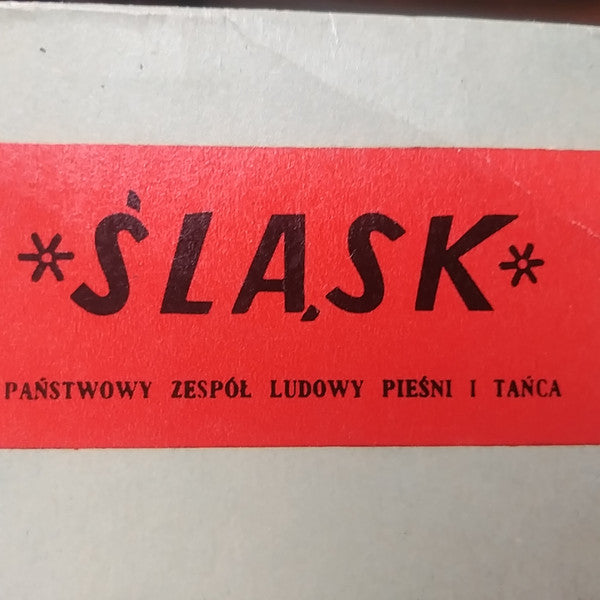 *ŚLĄSK*
PAŃSTWOWY ZESPÓŁ LUDOWY PIEŚNI I TAŃCA